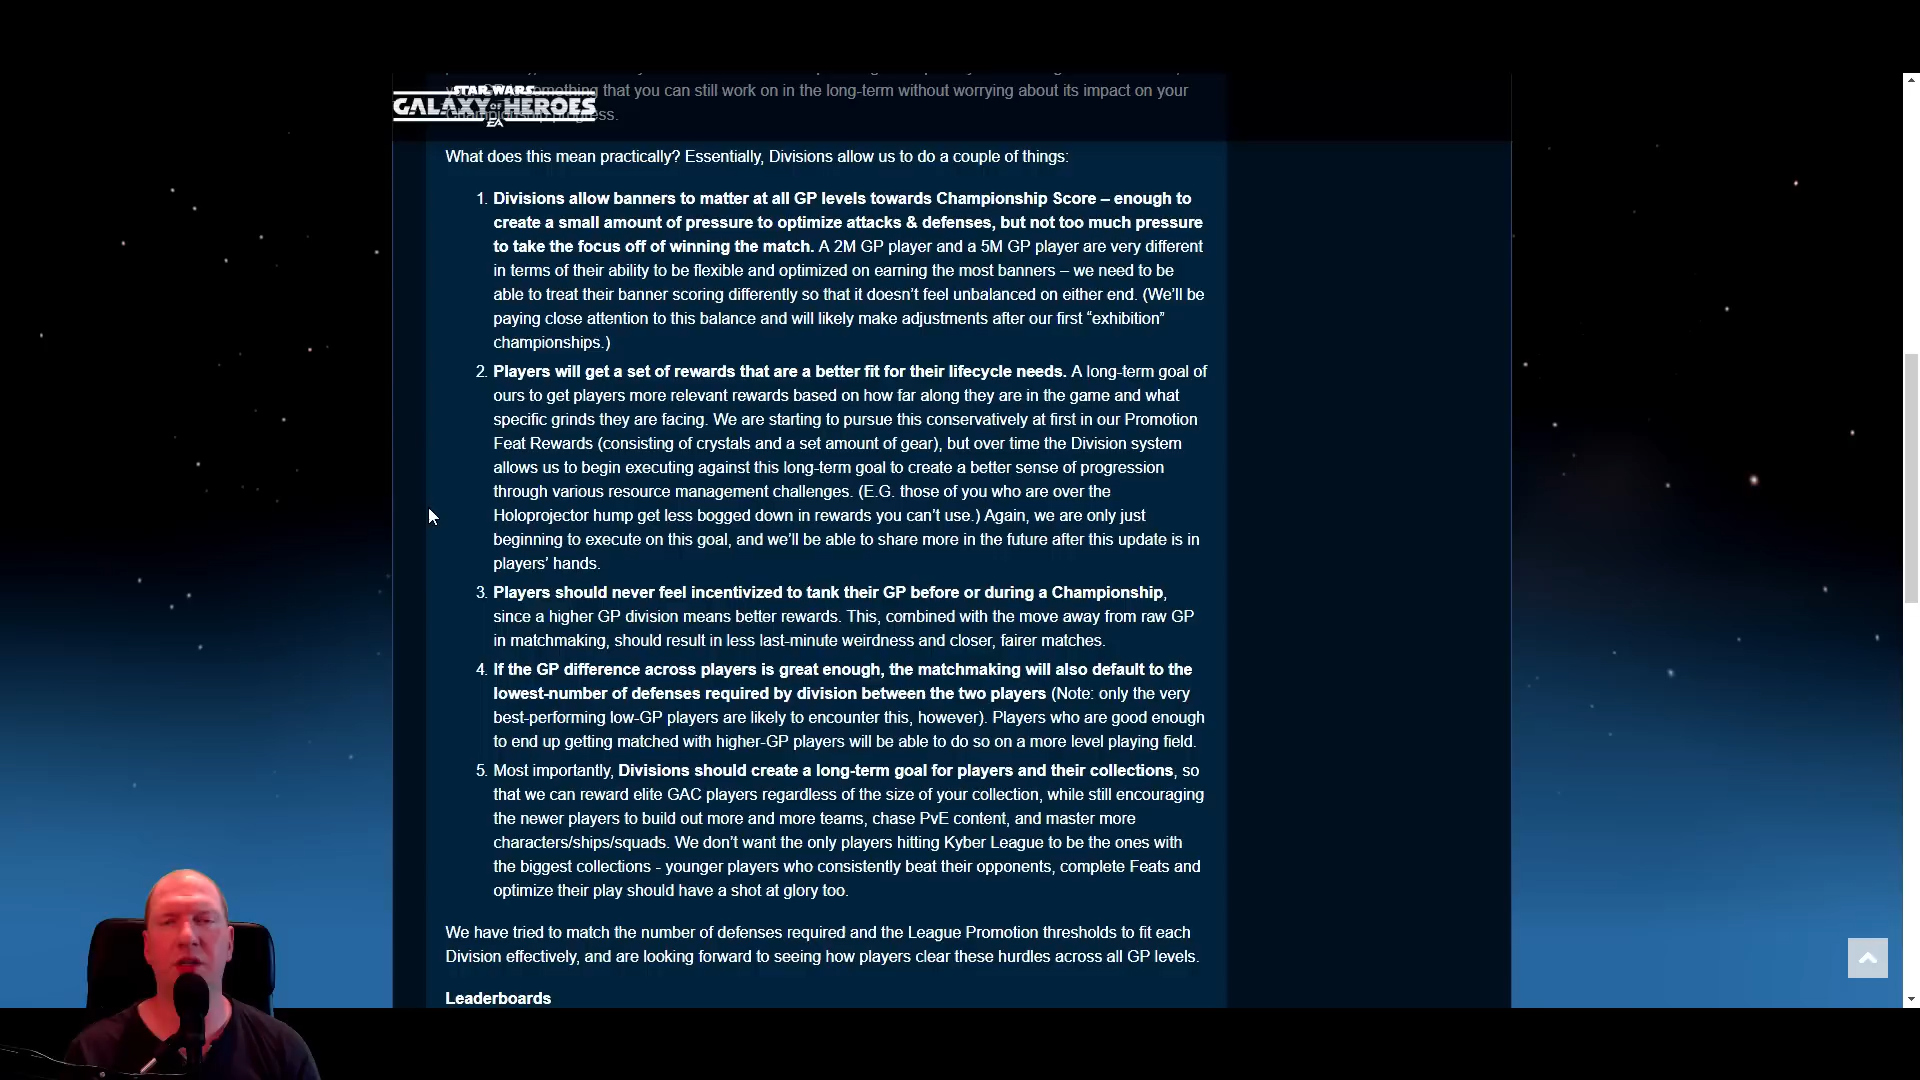 STAR WARS
GALAXY OF HEROES
EA
something that you can still work on in the long-term without worrying about its impact on your
Championship progress.
What does this mean practically? Essentially, Divisions allow us to do a couple of things:
1. Divisions allow banners to matter at all GP levels towards Championship Score – enough to
create a small amount of pressure to optimize attacks & defenses, but not too much pressure
to take the focus off of winning the match. A 2M GP player and a 5M GP player are very different
in terms of their ability to be flexible and optimized on earning the most banners – we need to be
able to treat their banner scoring differently so that it doesn’t feel unbalanced on either end. (We’ll be
paying close attention to this balance and will likely make adjustments after our first “exhibition”
championships.)
2. Players will get a set of rewards that are a better fit for their lifecycle needs. A long-term goal of
ours to get players more relevant rewards based on how far along they are in the game and what
specific grinds they are facing. We are starting to pursue this conservatively at first in our Promotion
Feat Rewards (consisting of crystals and a set amount of gear), but over time the Division system
allows us to begin executing against this long-term goal to create a better sense of progression
through various resource management challenges. (E.G. those of you who are over the
Holoprojector hump get less bogged down in rewards you can’t use.) Again, we are only just
beginning to execute on this goal, and we’ll be able to share more in the future after this update is in
players’ hands.
3. Players should never feel incentivized to tank their GP before or during a Championship,
since a higher GP division means better rewards. This, combined with the move away from raw GP
in matchmaking, should result in less last-minute weirdness and closer, fairer matches.
4. If the GP difference across players is great enough, the matchmaking will also default to the
lowest-number of defenses required by division between the two players (Note: only the very
best-performing low-GP players are likely to encounter this, however). Players who are good enough
to end up getting matched with higher-GP players will be able to do so on a more level playing field.
5. Most importantly, Divisions should create a long-term goal for players and their collections, so
that we can reward elite GAC players regardless of the size of your collection, while still encouraging
the newer players to build out more and more teams, chase PvE content, and master more
characters/ships/squads. We don’t want the only players hitting Kyber League to be the ones with
the biggest collections - younger players who consistently beat their opponents, complete Feats and
optimize their play should have a shot at glory too.
We have tried to match the number of defenses required and the League Promotion thresholds to fit each
Division effectively, and are looking forward to seeing how players clear these hurdles across all GP levels.
Leaderboards